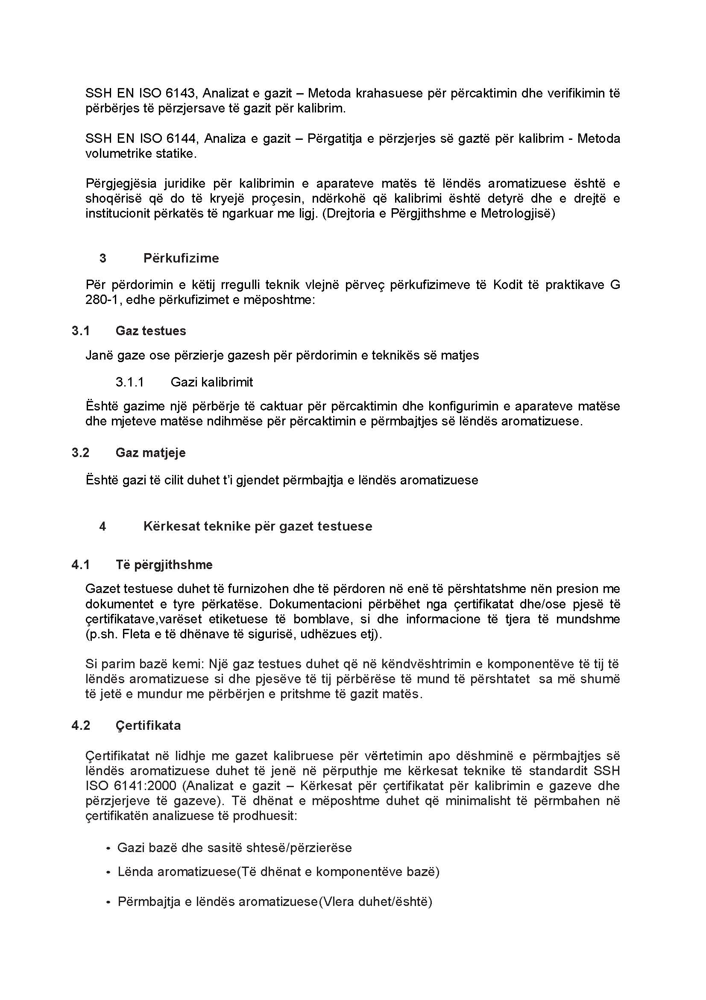 SSH EN ISO 6143, Analizat e gazit – Metoda krahasuese për përcaktimin dhe verifikimin të
përbërjes të përzjersave të gazit për kalibrim.
SSH EN ISO 6144, Analiza e gazit – Përgatitja e përzjerjes së gaztë për kalibrim - Metoda
volumetrike statike.
Përgjegjësia juridike për kalibrimin e aparateve matës të lëndës aromatizuese është e
shoqërisë që do të kryejë proçesin, ndërkohë që kalibrimi është detyrë dhe e drejtë e
institucionit përkatës të ngarkuar me ligj. (Drejtoria e Përgjithshme e Metrologjisë)
3 Përkufizime
Për përdorimin e këtij rregulli teknik vlejnë përveç përkufizimeve të Kodit të praktikave G
280-1, edhe përkufizimet e mëposhtme:
3.1 Gaz testues
Janë gaze ose përzierje gazesh për përdorimin e teknikës së matjes
3.1.1 Gazi kalibrimit
Është gazime një përbërje të caktuar për përcaktimin dhe konfigurimin e aparateve matëse
dhe mjeteve matëse ndihmëse për përcaktimin e përmbajtjes së lëndës aromatizuese.
3.2 Gaz matjeje
Është gazi të cilit duhet t’i gjendet përmbajtja e lëndës aromatizuese
4 Kërkesat teknike për gazet testuese
4.1 Të përgjithshme
Gazet testuese duhet të furnizohen dhe të përdoren në enë të përshtatshme nën presion me
dokumentet e tyre përkatëse. Dokumentacioni përbëhet nga çertifikatat dhe/ose pjesë të
çertifikatave,varëset etiketuese të bomblave, si dhe informacione të tjera të mundshme
(p.sh. Fleta e të dhënave të sigurisë, udhëzues etj).
Si parim bazë kemi: Një gaz testues duhet që në këndvështrimin e komponentëve të tij të
lëndës aromatizuese si dhe pjesëve të tij përbërëse të mund të përshtatet sa më shumë
të jetë e mundur me përbërjen e pritshme të gazit matës.
4.2 Çertifikata
Çertifikatat në lidhje me gazet kalibruese për vërtetimin apo dëshminë e përmbajtjes së
lëndës aromatizuese duhet të jenë në përputhje me kërkesat teknike të standardit SSH
ISO 6141:2000 (Analizat e gazit – Kërkesat për çertifikatat për kalibrimin e gazeve dhe
përzjerjeve të gazeve). Të dhënat e mëposhtme duhet që minimalisht të përmbahen në
çertifikatën analizuese të prodhuesit:
• Gazi bazë dhe sasitë shtesë/përzierëse
• Lënda aromatizuese(Të dhënat e komponentëve bazë)
• Përmbajtja e lëndës aromatizuese(Vlera duhet/është)